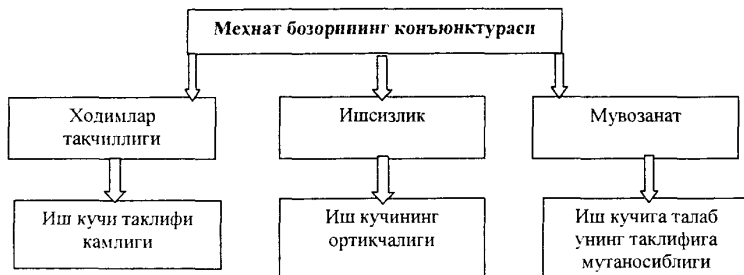 Меҳнат бозорининг конъюнктураси
Ходимлар
тақчиллиги
Ишсизлик
Мувозанат
Иш кучи таклифи
камлиги
Иш кучининг
ортиқчалиги
Иш кучига талаб
унинг таклифига
мутаносиблиги